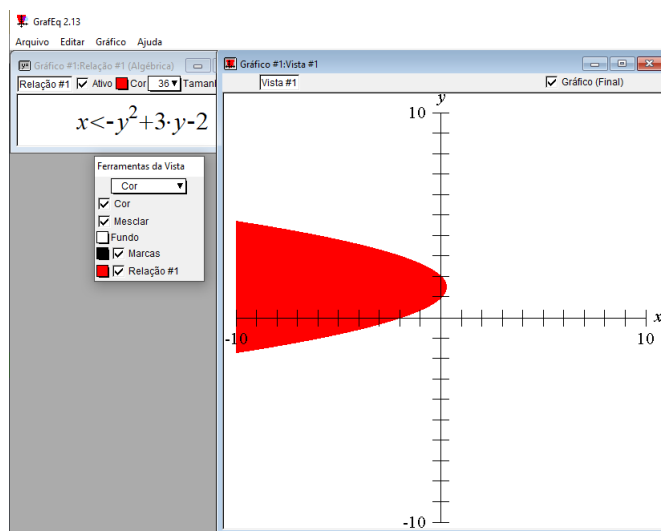 GrafEq 2.13
Arquivo Editar Gráfico Ajuda
Gráfico #1:Relação #1 (Algébrica)
Relação #1 Ativo Cor 36 Taman
x<-y²+3·y-2
Ferramentas da Vista
Cor
Cor
Mesclar
Fundo
Marcas
Relação #1
Gráfico #1:Vista #1
Vista #1 Gráfico (Final)
10 y
-10 10 x
-10